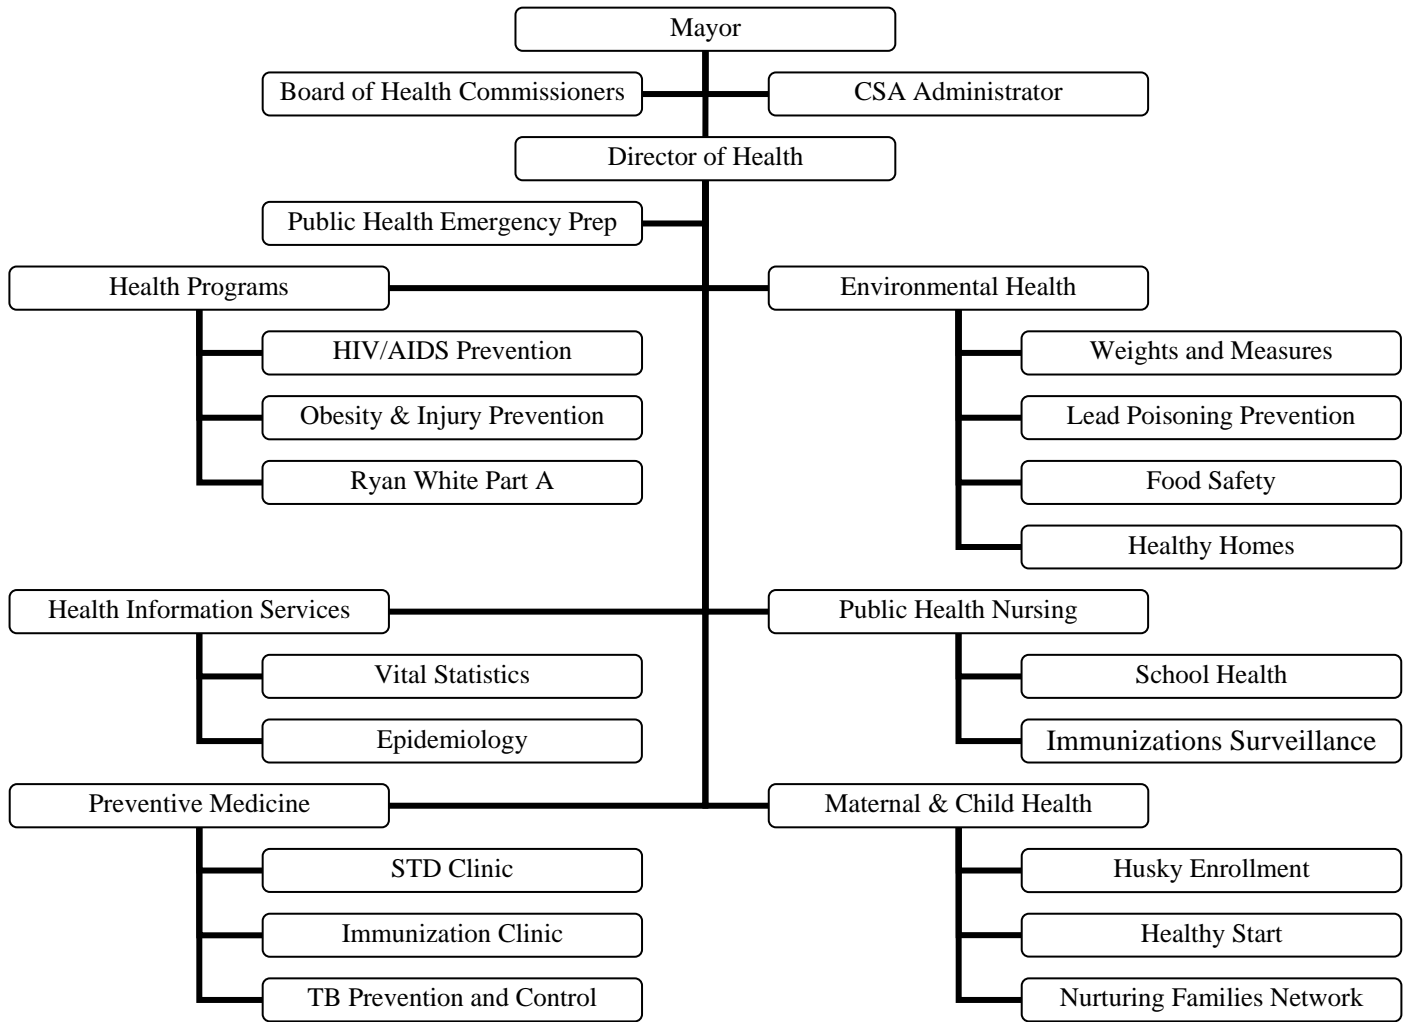 Mayor
Board of Health Commissioners
CSA Administrator
Director of Health
Public Health Emergency Prep
Health Programs
HIV/AIDS Prevention
Obesity & Injury Prevention
Ryan White Part A
Environmental Health
Weights and Measures
Lead Poisoning Prevention
Food Safety
Healthy Homes
Health Information Services
Vital Statistics
Epidemiology
Public Health Nursing
School Health
Immunizations Surveillance
Preventive Medicine
STD Clinic
Immunization Clinic
TB Prevention and Control
Maternal & Child Health
Husky Enrollment
Healthy Start
Nurturing Families Network